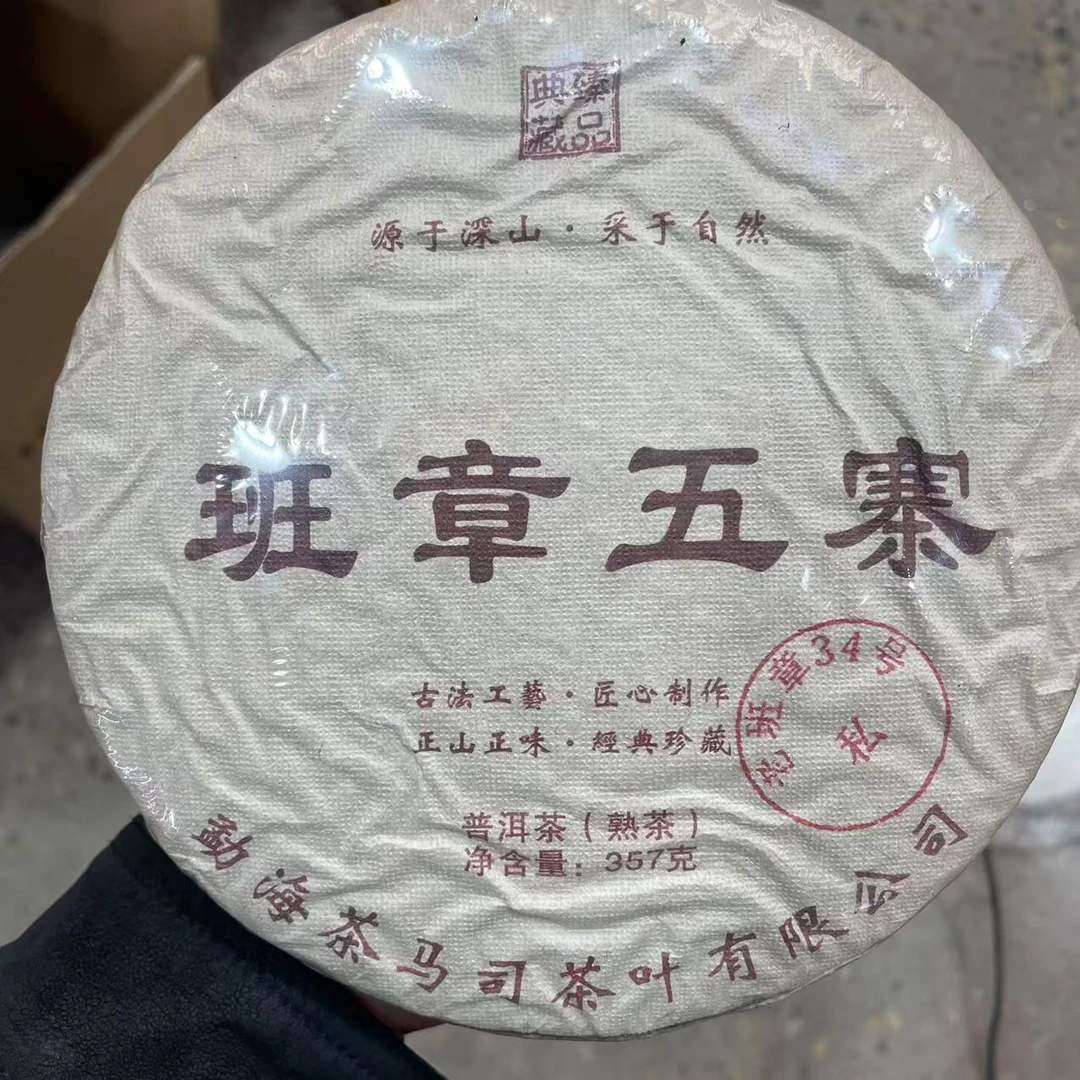 臻品
典藏
源于深山·采于自然
班章五寨
古法工藝·匠心制作
正山正味·經典珍藏
老班章34号
私
普洱茶(熟茶)
净含量:357克
勐海茶马司茶叶有限公司